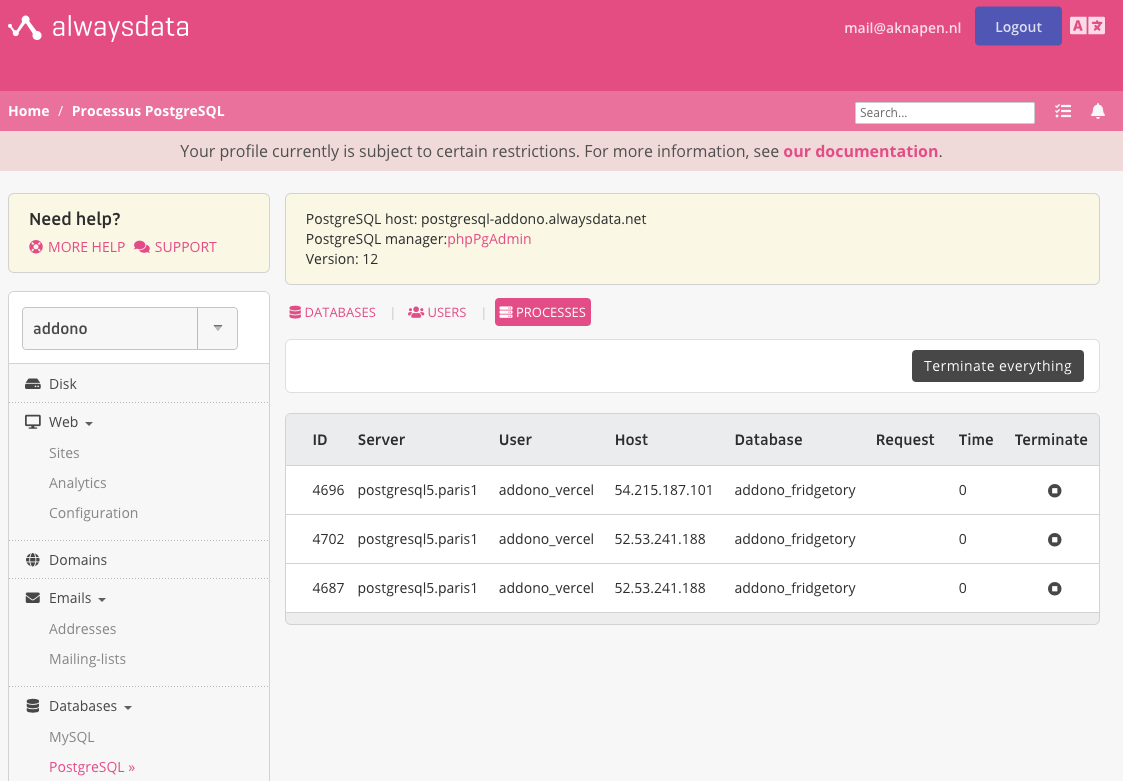 alwaysdata
mail@aknapen.nl
Logout
Home / Processus PostgreSQL
Search...
Your profile currently is subject to certain restrictions. For more information, see our documentation.
Need help?
MORE HELP SUPPORT
addono
Disk
Web
Sites
Analytics
Configuration
Domains
Emails
Addresses
Mailing-lists
Databases
MySQL
PostgreSQL »
PostgreSQL host: postgresql-addono.alwaysdata.net
PostgreSQL manager:phpPgAdmin
Version: 12
DATABASES | USERS | PROCESSES
Terminate everything
ID Server User Host Database Request Time Terminate
4696 postgresql5.paris1 addono_vercel 54.215.187.101 addono_fridgetory 0
4702 postgresql5.paris1 addono_vercel 52.53.241.188 addono_fridgetory 0
4687 postgresql5.paris1 addono_vercel 52.53.241.188 addono_fridgetory 0